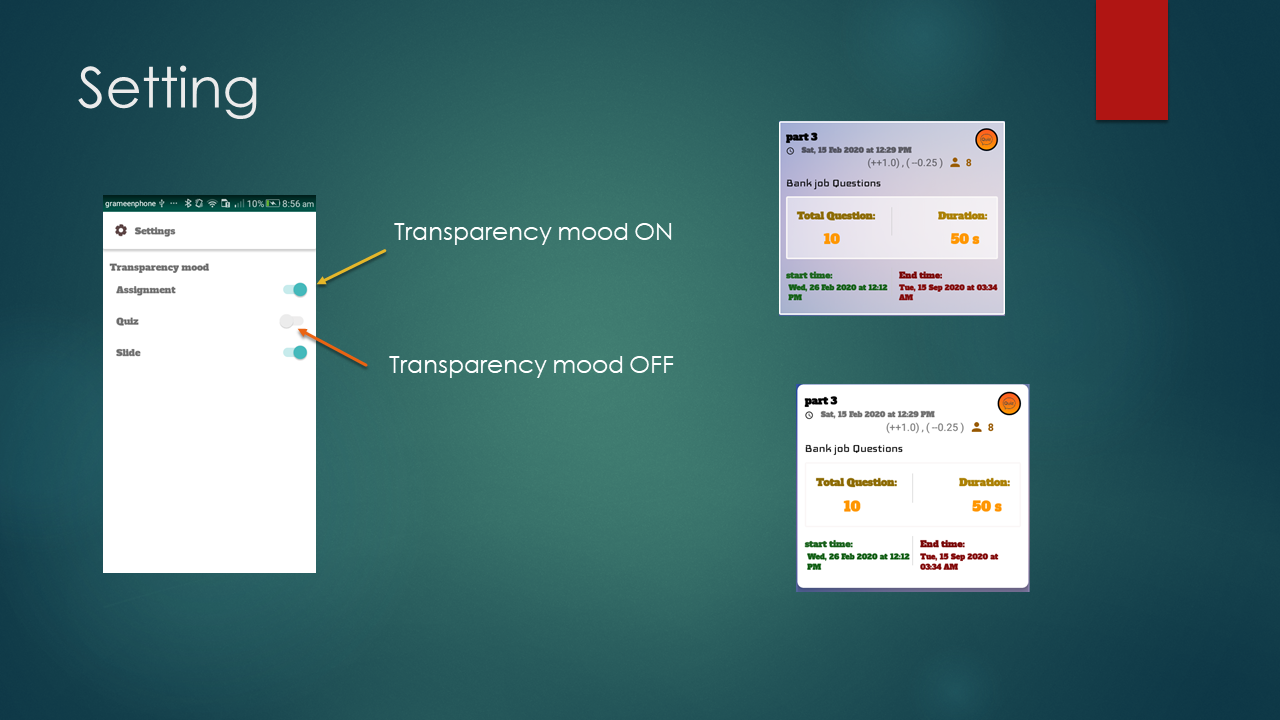 Setting
grameenphone ··· 10% 8:56 am
Settings
Transparency mood
Assignment
Quiz
Slide
Transparency mood ON
Transparency mood OFF
part 3
Sat, 15 Feb 2020 at 12:29 PM
(++1.0) , ( --0.25 ) 8
Bank job Questions
Total Question: Duration:
10 50 s
start time: End time:
Wed, 26 Feb 2020 at 12:12 Tue, 15 Sep 2020 at 03:34
PM AM
part 3
Sat, 15 Feb 2020 at 12:29 PM
(++1.0) , ( --0.25 ) 8
Bank job Questions
Total Question: Duration:
10 50 s
start time: End time:
Wed, 26 Feb 2020 at 12:12 Tue, 15 Sep 2020 at
PM 03:34 AM